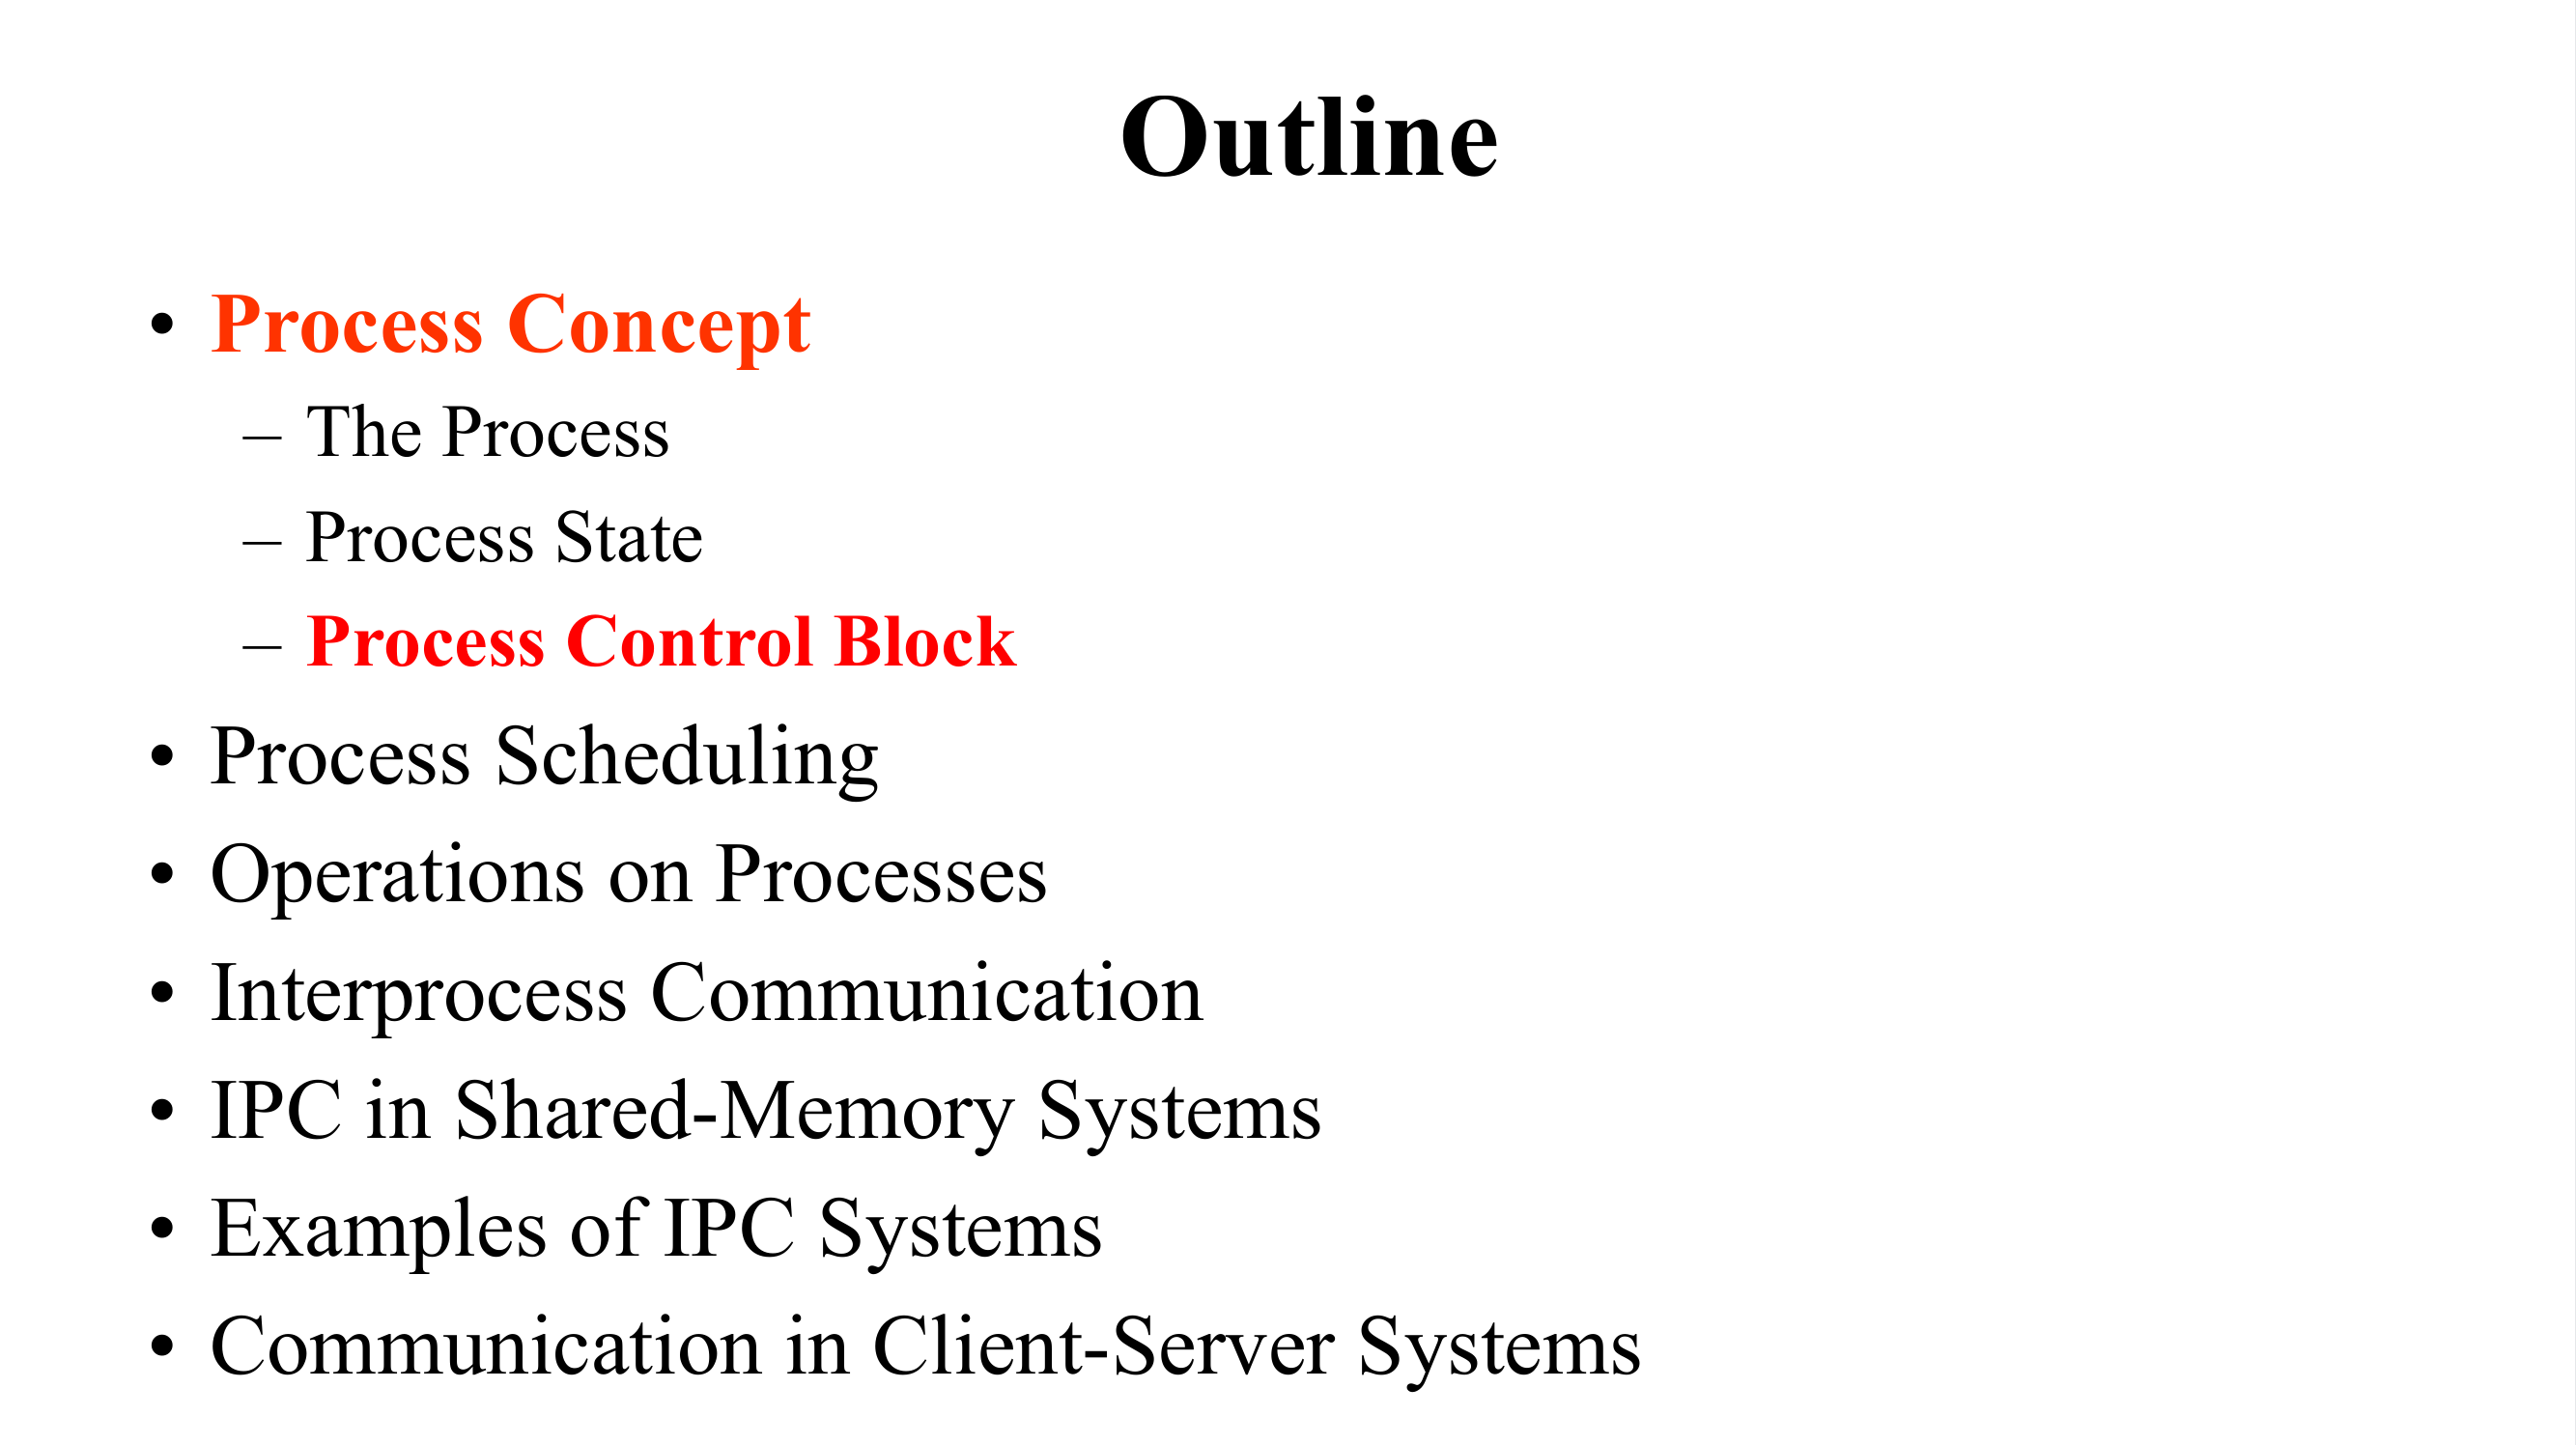 Outline
• Process Concept
– The Process
– Process State
– Process Control Block
• Process Scheduling
• Operations on Processes
• Interprocess Communication
• IPC in Shared-Memory Systems
• Examples of IPC Systems
• Communication in Client-Server Systems